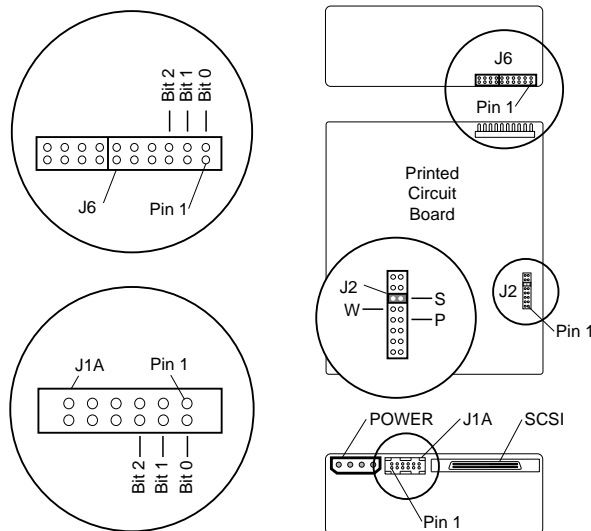 Bit 2
Bit 1
Bit 0
J6
Pin 1
J6
Pin 1
Printed
Circuit
Board
J2
S
W
P
J2
Pin 1
J1A
Pin 1
Bit 2
Bit 1
Bit 0
POWER
J1A
SCSI
Pin 1